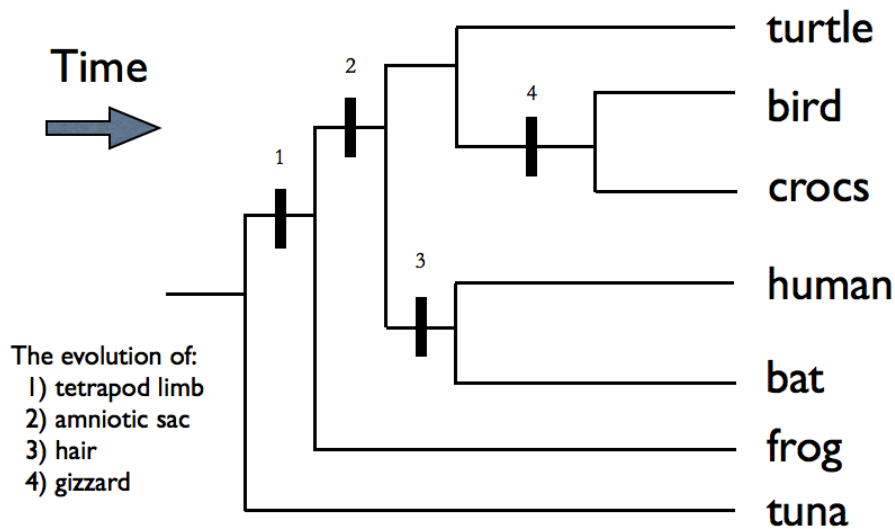 Time
turtle
bird
crocs
human
bat
frog
tuna
1
2
3
4
The evolution of:
1) tetrapod limb
2) amniotic sac
3) hair
4) gizzard